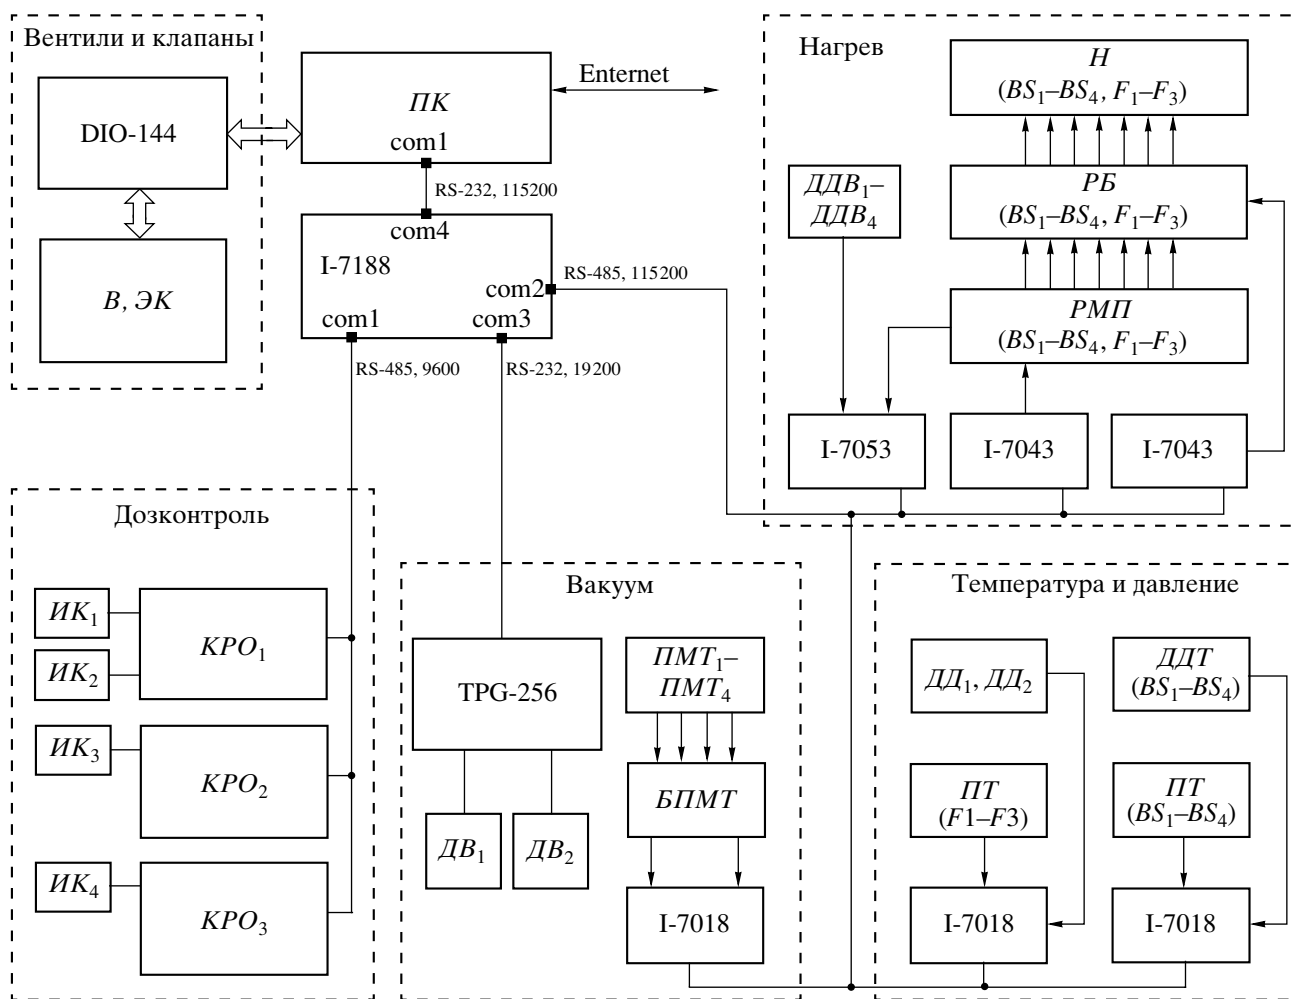 Вентили и клапаны
DIO-144
В, ЭК
ПК
com1
Enternet
RS-232, 115200
com4
I-7188
com2
com1
com3
RS-485, 115200
RS-485, 9600
RS-232, 19200
Нагрев
Н
(BS₁–BS₄, F₁–F₃)
ДДВ₁–
ДДВ₄
РБ
(BS₁–BS₄, F₁–F₃)
РМП
(BS₁–BS₄, F₁–F₃)
I-7053
I-7043
I-7043
Дозконтроль
ИК₁
ИК₂
КРО₁
ИК₃
КРО₂
ИК₄
КРО₃
Вакуум
TPG-256
ДВ₁
ДВ₂
ПМТ₁–
ПМТ₄
БПМТ
I-7018
Температура и давление
ДД₁, ДД₂
ДДТ
(BS₁–BS₄)
ПТ
(F1–F3)
ПТ
(BS₁–BS₄)
I-7018
I-7018